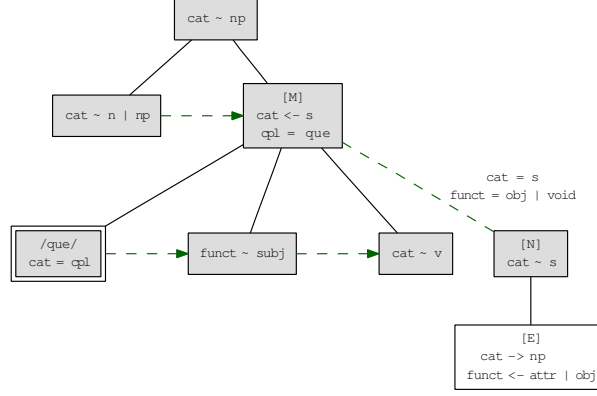 cat ~ np
cat ~ n | np
[M]
cat <- s
cpl = que
cat = s
funct = obj | void
/que/
cat = cpl
funct ~ subj
cat ~ v
[N]
cat ~ s
[E]
cat -> np
funct <- attr | obj